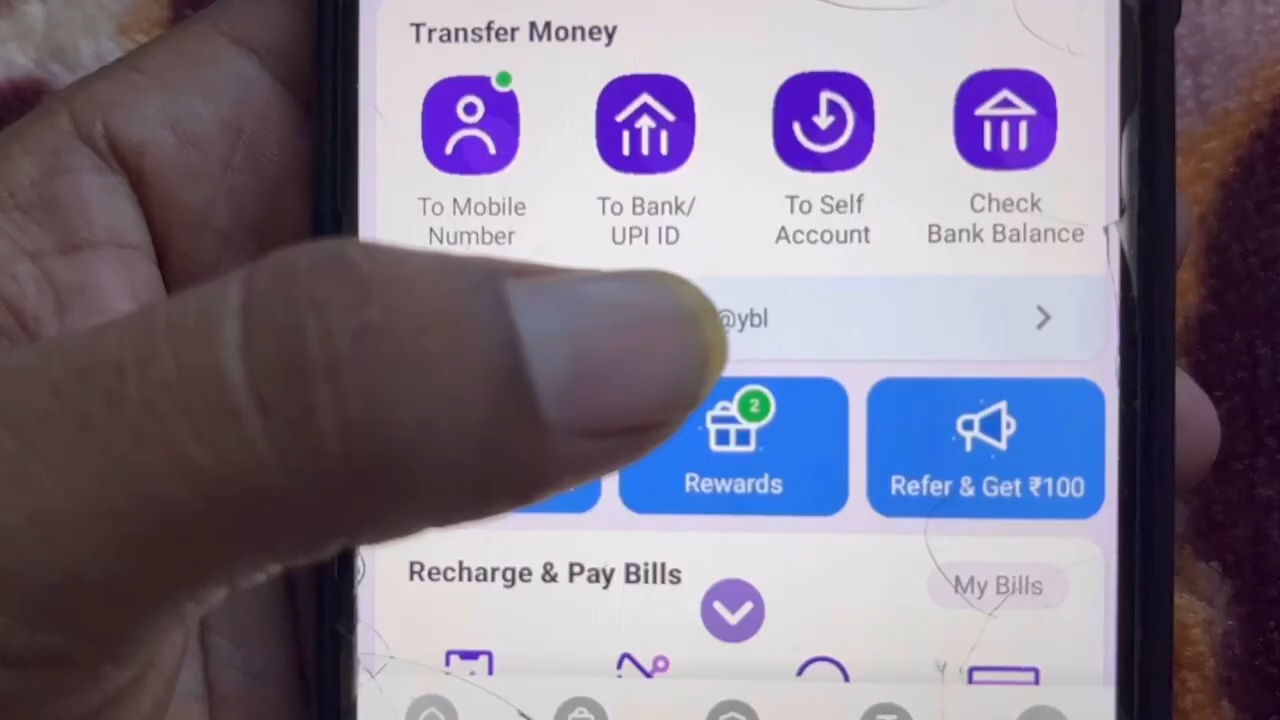 Transfer Money
To Mobile
Number
To Bank/
UPI ID
To Self
Account
Check
Bank Balance
@ybl
2
Rewards
Refer & Get ₹100
Recharge & Pay Bills
My Bills